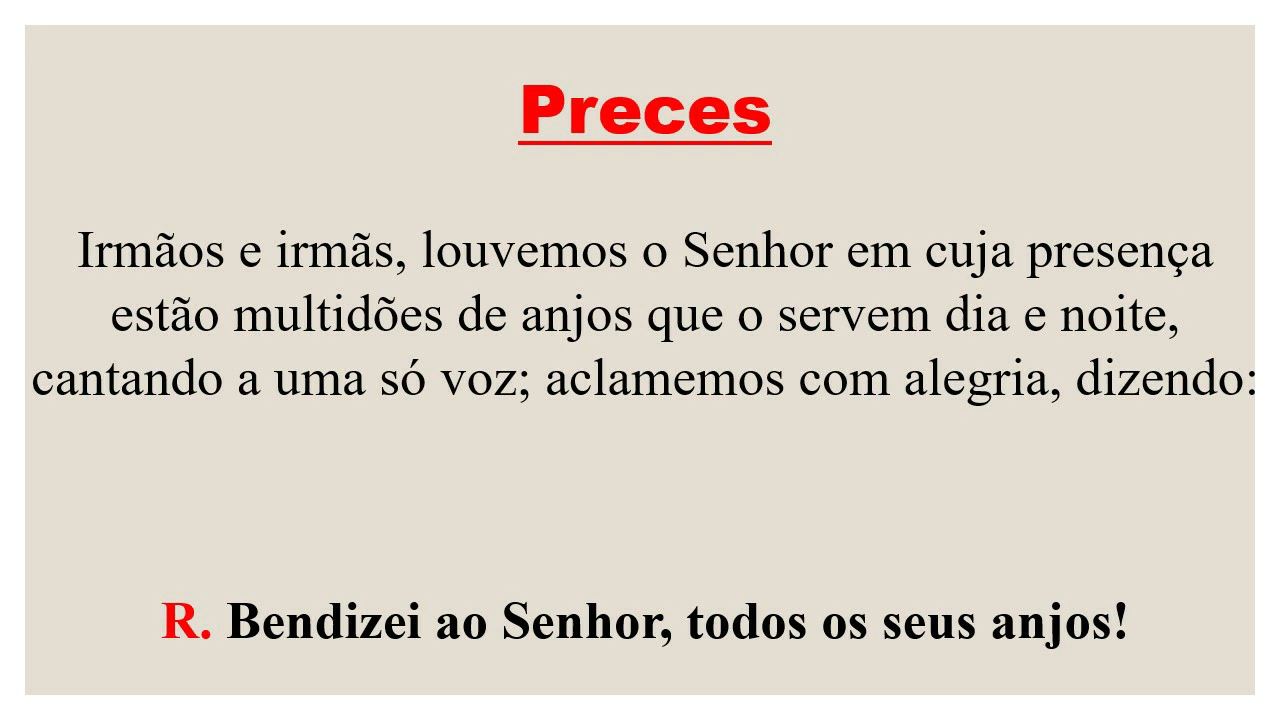 Preces
Irmãos e irmãs, louvemos o Senhor em cuja presença
estão multidões de anjos que o servem dia e noite,
cantando a uma só voz; aclamemos com alegria, dizendo:
R. Bendizei ao Senhor, todos os seus anjos!